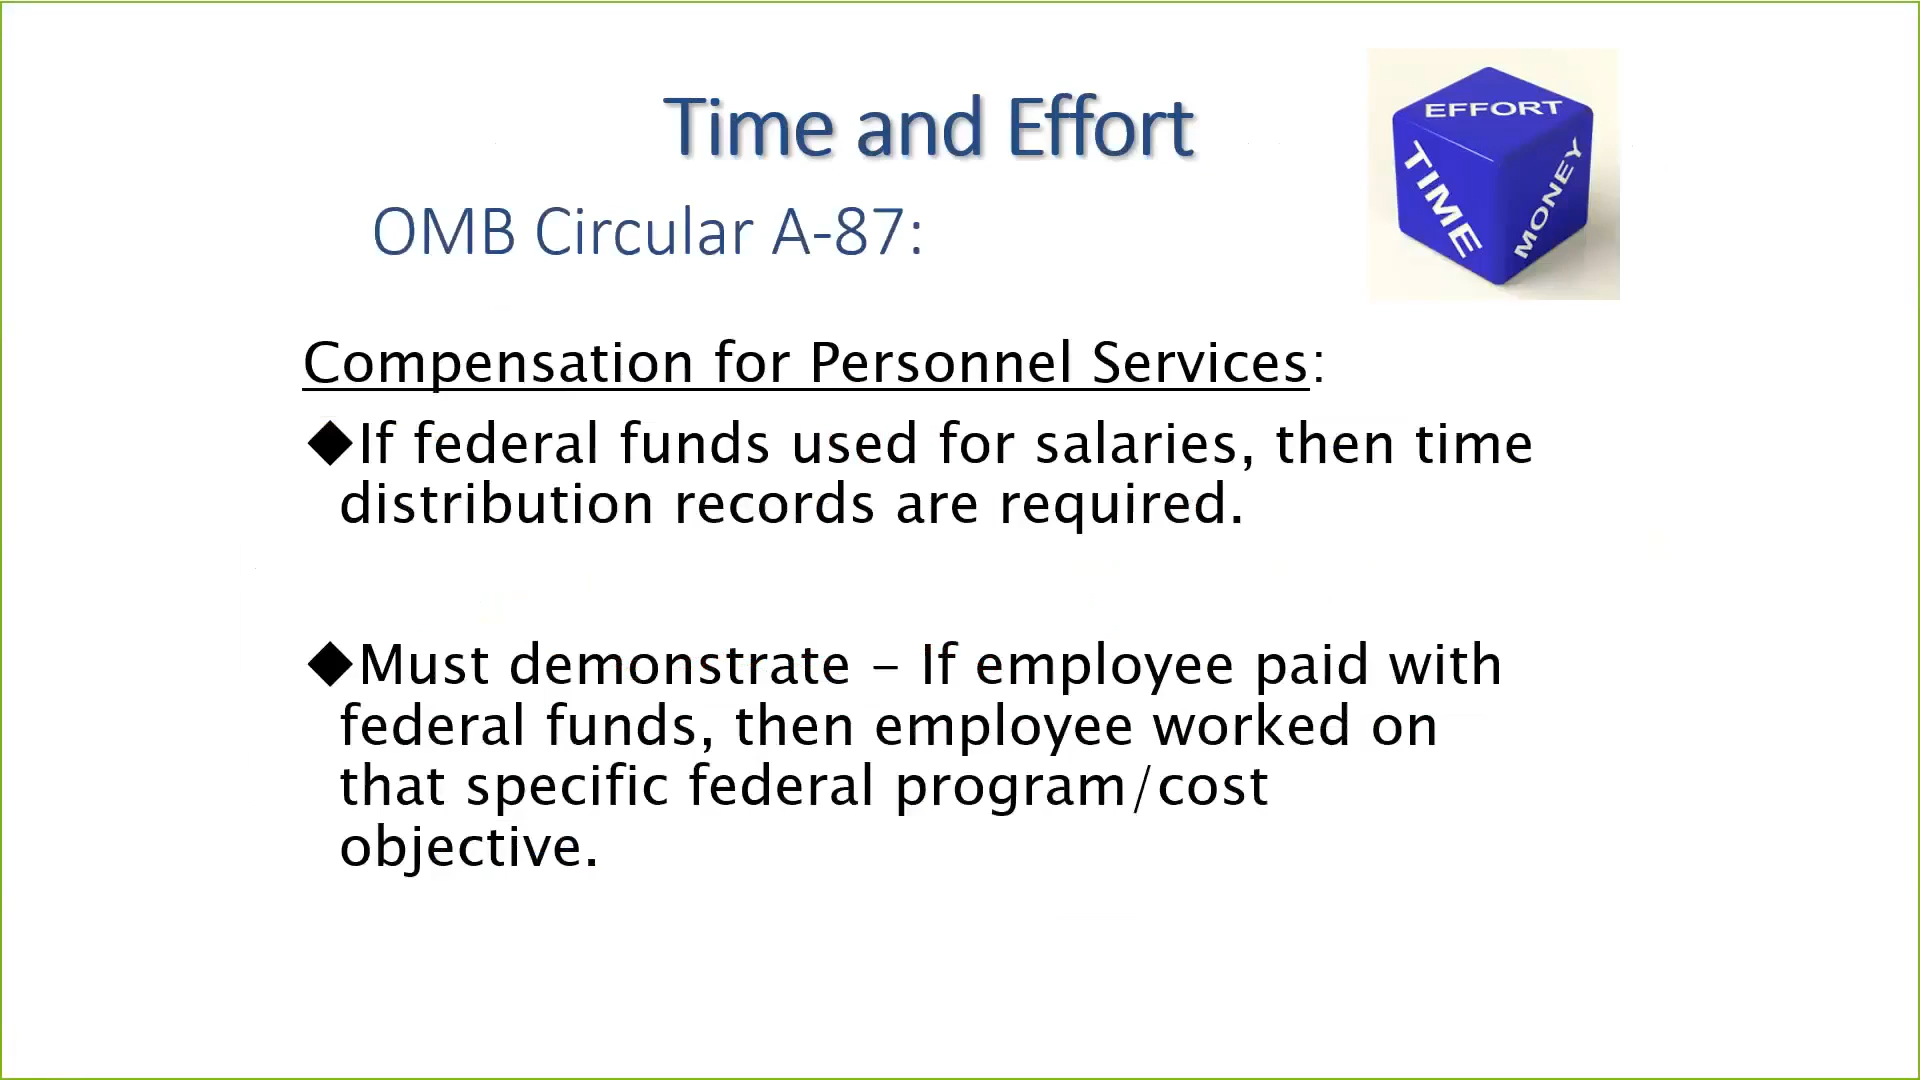 Time and Effort
OMB Circular A-87:
EFFORT
TIME
MONEY
Compensation for Personnel Services:
◆If federal funds used for salaries, then time
distribution records are required.
◆Must demonstrate – If employee paid with
federal funds, then employee worked on
that specific federal program/cost
objective.